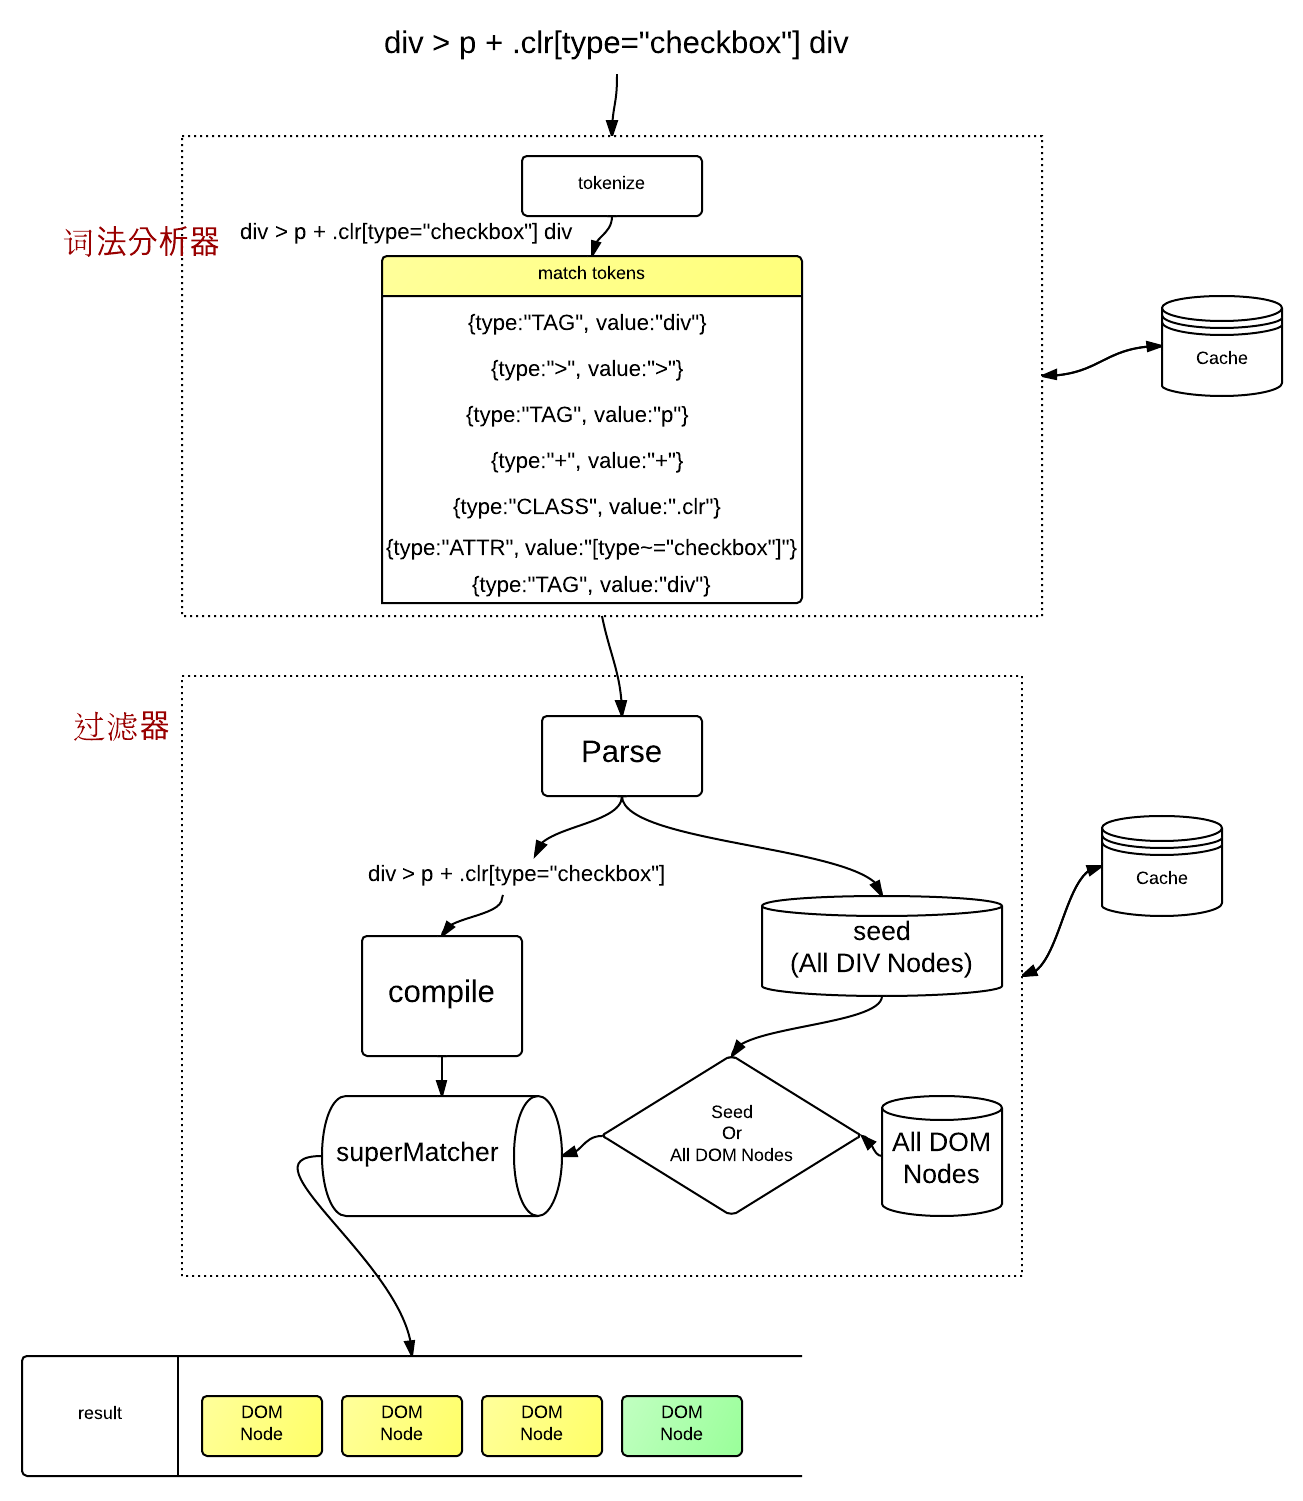 div > p + .clr[type="checkbox"] div
tokenize
词法分析器
div > p + .clr[type="checkbox"] div
match tokens
{type:"TAG", value:"div"}
{type:">", value:">"}
{type:"TAG", value:"p"}
{type:"+", value:"+"}
{type:"CLASS", value:".clr"}
{type:"ATTR", value:"[type~="checkbox"]"}
{type:"TAG", value:"div"}
Cache
过滤器
Parse
div > p + .clr[type="checkbox"]
Cache
seed
(All DIV Nodes)
compile
Seed
Or
All DOM Nodes
All DOM
Nodes
superMatcher
result
DOM
Node
DOM
Node
DOM
Node
DOM
Node